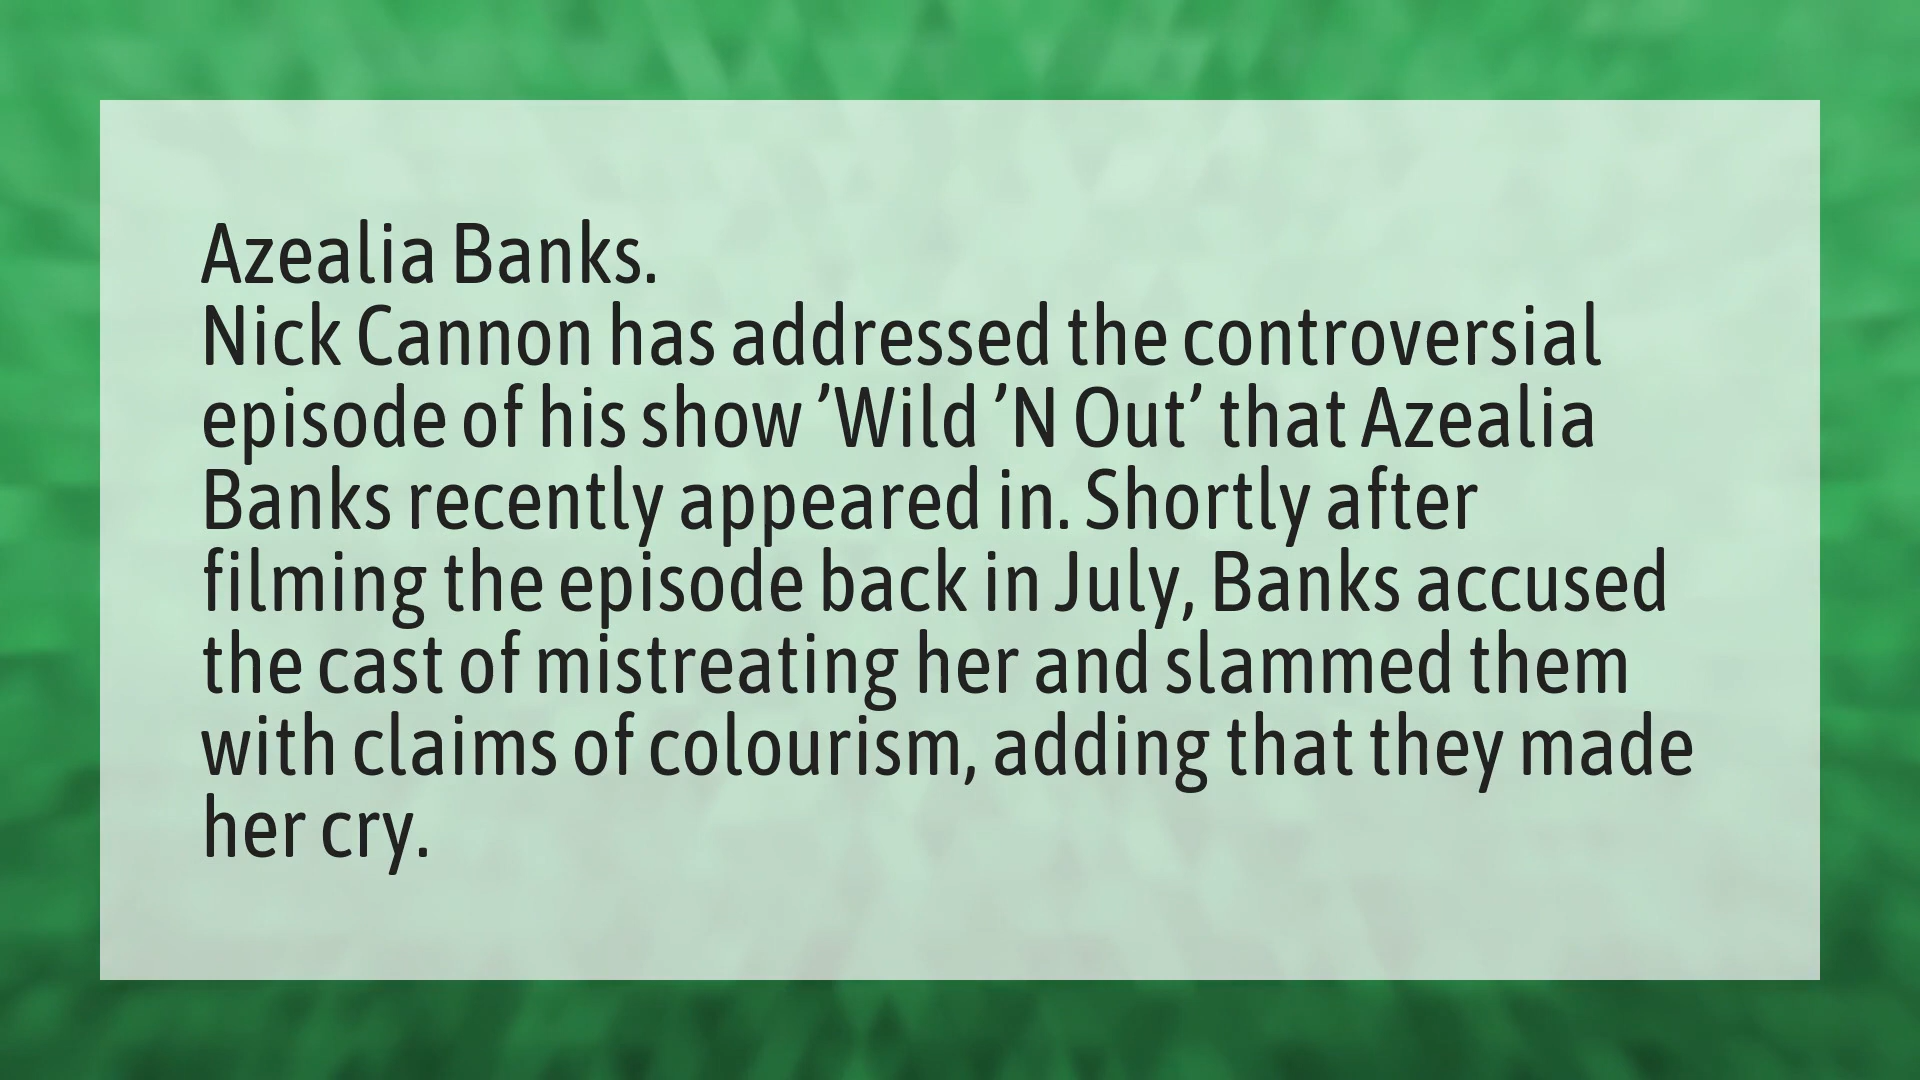 Azealia Banks.
Nick Cannon has addressed the controversial
episode of his show ’Wild ’N Out’ that Azealia
Banks recently appeared in. Shortly after
filming the episode back in July, Banks accused
the cast of mistreating her and slammed them
with claims of colourism, adding that they made
her cry.